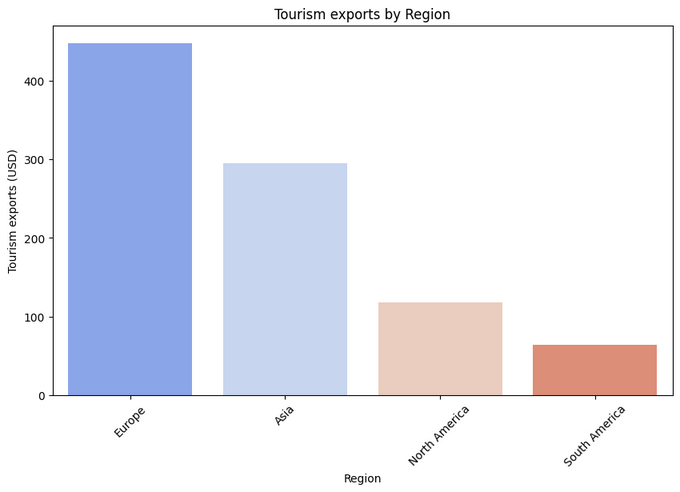 Tourism exports by Region
Tourism exports (USD)
400
300
200
100
0
Europe
Asia
North America
South America
Region